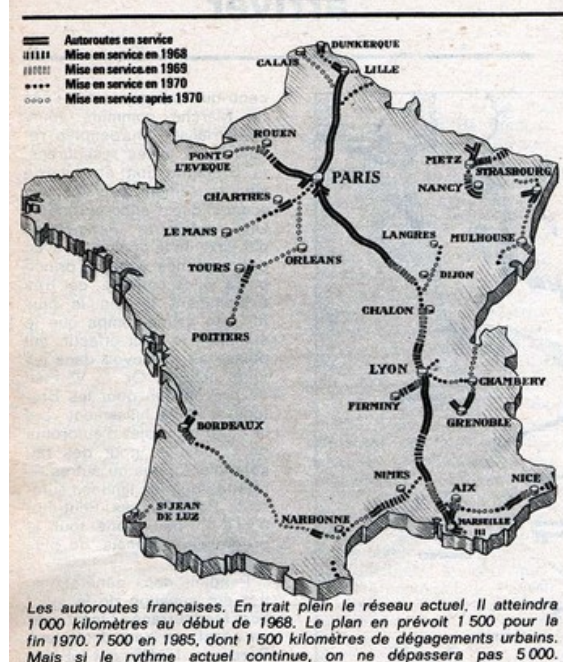 Autoroutes en service
Mise en service en 1968
Mise en service en 1969
Mise en service en 1970
Mise en service après 1970
DUNKERQUE
CALAIS
LILLE
ROUEN
PONT
L'EVEQUE
PARIS
METZ
STRASBOURG
NANCY
CHARTRES
LE MANS
LANGRES
MULHOUSE
ORLEANS
TOURS
DIJON
CHALON
POITIERS
LYON
CHAMBERY
FIRMINY
GRENOBLE
BORDEAUX
NIMES
AIX
NICE
St JEAN
DE LUZ
NARBONNE
MARSEILLE
Les autoroutes françaises. En trait plein le réseau actuel. Il atteindra
1 000 kilomètres au début de 1968. Le plan en prévoit 1 500 pour la
fin 1970. 7 500 en 1985, dont 1 500 kilomètres de dégagements urbains.
Mais si le rythme actuel continue, on ne dépassera pas 5 000.